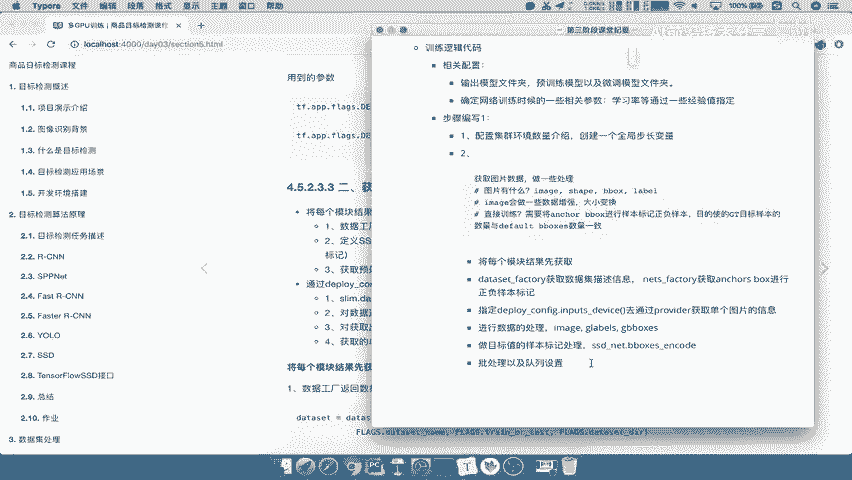 Typora 文件 编辑 段落 格式 显示 主题 窗口 帮助
100%
多GPU训练 | 商品目标检测课程
localhost:4000/day03/section5.html
商品目标检测课程
1. 目标检测概述
1.1. 项目演示介绍
1.2. 图像识别背景
1.3. 什么是目标检测
1.4. 目标检测应用场景
1.5. 开发环境搭建
2. 目标检测算法原理
2.1. 目标检测任务描述
2.2. R-CNN
2.3. SPPNet
2.4. Fast R-CNN
2.5. Faster R-CNN
2.6. YOLO
2.7. SSD
2.8. TensorFlowSSD接口
2.9. 总结
2.10. 作业
3. 数据集处理
用到的参数
tf.app.flags.DE
tf.app.flags.DE
4.5.2.3.3 二、获
将每个模块结果
1、数据工厂
2、定义SS
标记）
3、获取预
通过deploy_con
1、slim.da
2、对数据
3、对获取
4、获取的
将每个模块结果先获
1、数据工厂返回数
dataset = datas
FLAGS.dataset_name, FLAGS.train_or_test, FLAGS.dataset_dir)
第三阶段课堂纪要
训练逻辑代码
相关配置：
输出模型文件夹，预训练模型以及微调模型文件夹。
确定网络训练时候的一些相关参数：学习率等通过一些经验值指定
步骤编写1：
1、配置集群环境数量介绍，创建一个全局步长变量
2、
获取图片数据，做一些处理
# 图片有什么？image, shape, bbox, label
# image会做一些数据增强，大小变换
# 直接训练？需要将anchor bbox进行样本标记正负样本，目的使的GT目标样本的
数量与default bboxes数量一致
将每个模块结果先获取
dataset_factory获取数据集描述信息， nets_factory获取anchors box进行
正负样本标记
指定deploy_config.inputs_device()去通过provider获取单个图片的信息
进行数据的处理，image, glabels, gbboxes
做目标值的样本标记处理，ssd_net.bboxes_encode
批处理以及队列设置